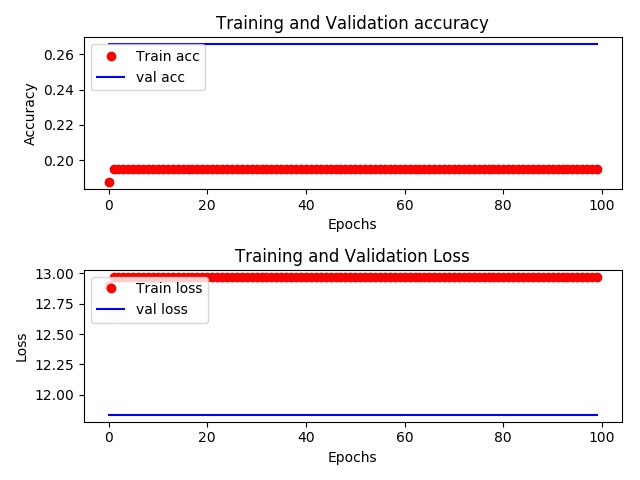 Training and Validation accuracy
0.26
0.24
0.22
0.20
Accuracy
Train acc
val acc
0 20 40 60 80 100
Epochs
Training and Validation Loss
13.00
12.75
12.50
12.25
12.00
Loss
Train loss
val loss
0 20 40 60 80 100
Epochs